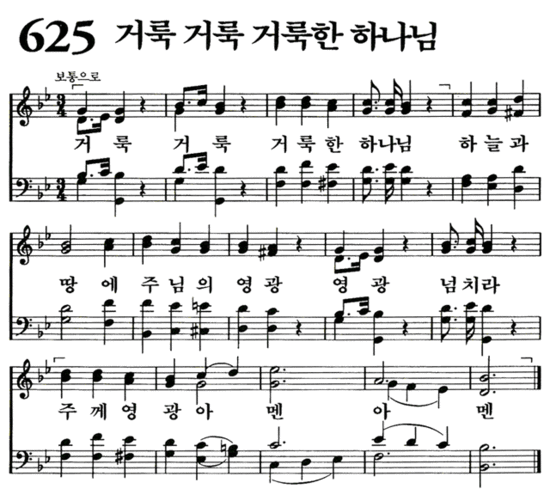 625 거룩 거룩 거룩한 하나님
보통으로
거 룩 거 룩 거 룩 한 하나님 하 늘 과
땅 에 주 님 의 영 광 영 광 넘 치 라
주 께 영 광 아 멘 아 멘